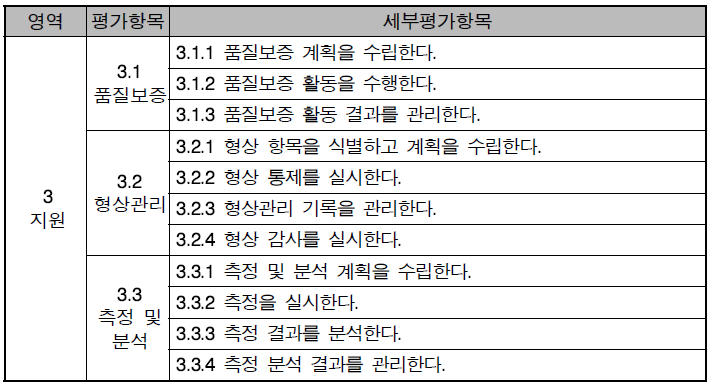 영역 평가항목 세부평가항목
3
지원
3.1
품질보증
3.1.1 품질보증 계획을 수립한다.
3.1.2 품질보증 활동을 수행한다.
3.1.3 품질보증 활동 결과를 관리한다.
3.2
형상관리
3.2.1 형상 항목을 식별하고 계획을 수립한다.
3.2.2 형상 통제를 실시한다.
3.2.3 형상관리 기록을 관리한다.
3.2.4 형상 감사를 실시한다.
3.3
측정 및
분석
3.3.1 측정 및 분석 계획을 수립한다.
3.3.2 측정을 실시한다.
3.3.3 측정 결과를 분석한다.
3.3.4 측정 분석 결과를 관리한다.